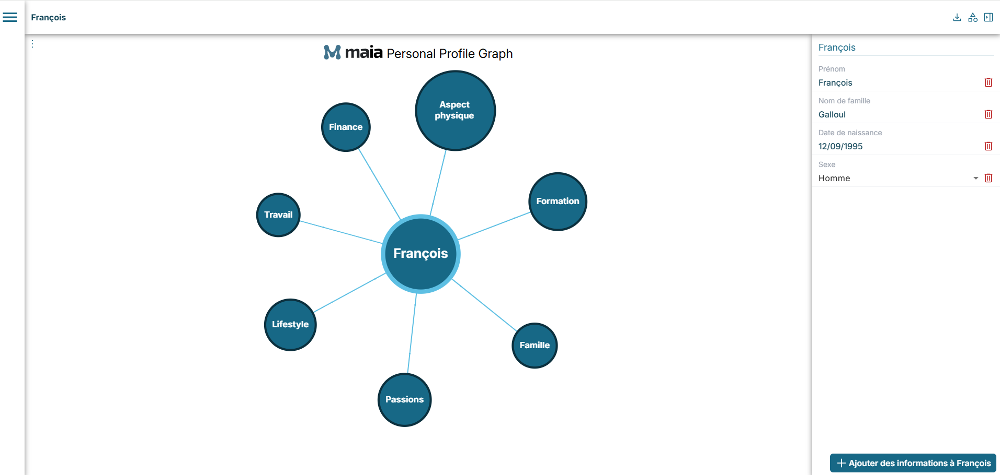 François
maia Personal Profile Graph
Aspect
physique
Finance
Formation
Travail
François
Lifestyle
Famille
Passions
François
Prénom
François
Nom de famille
Galloul
Date de naissance
12/09/1995
Sexe
Homme
Ajouter des informations à François